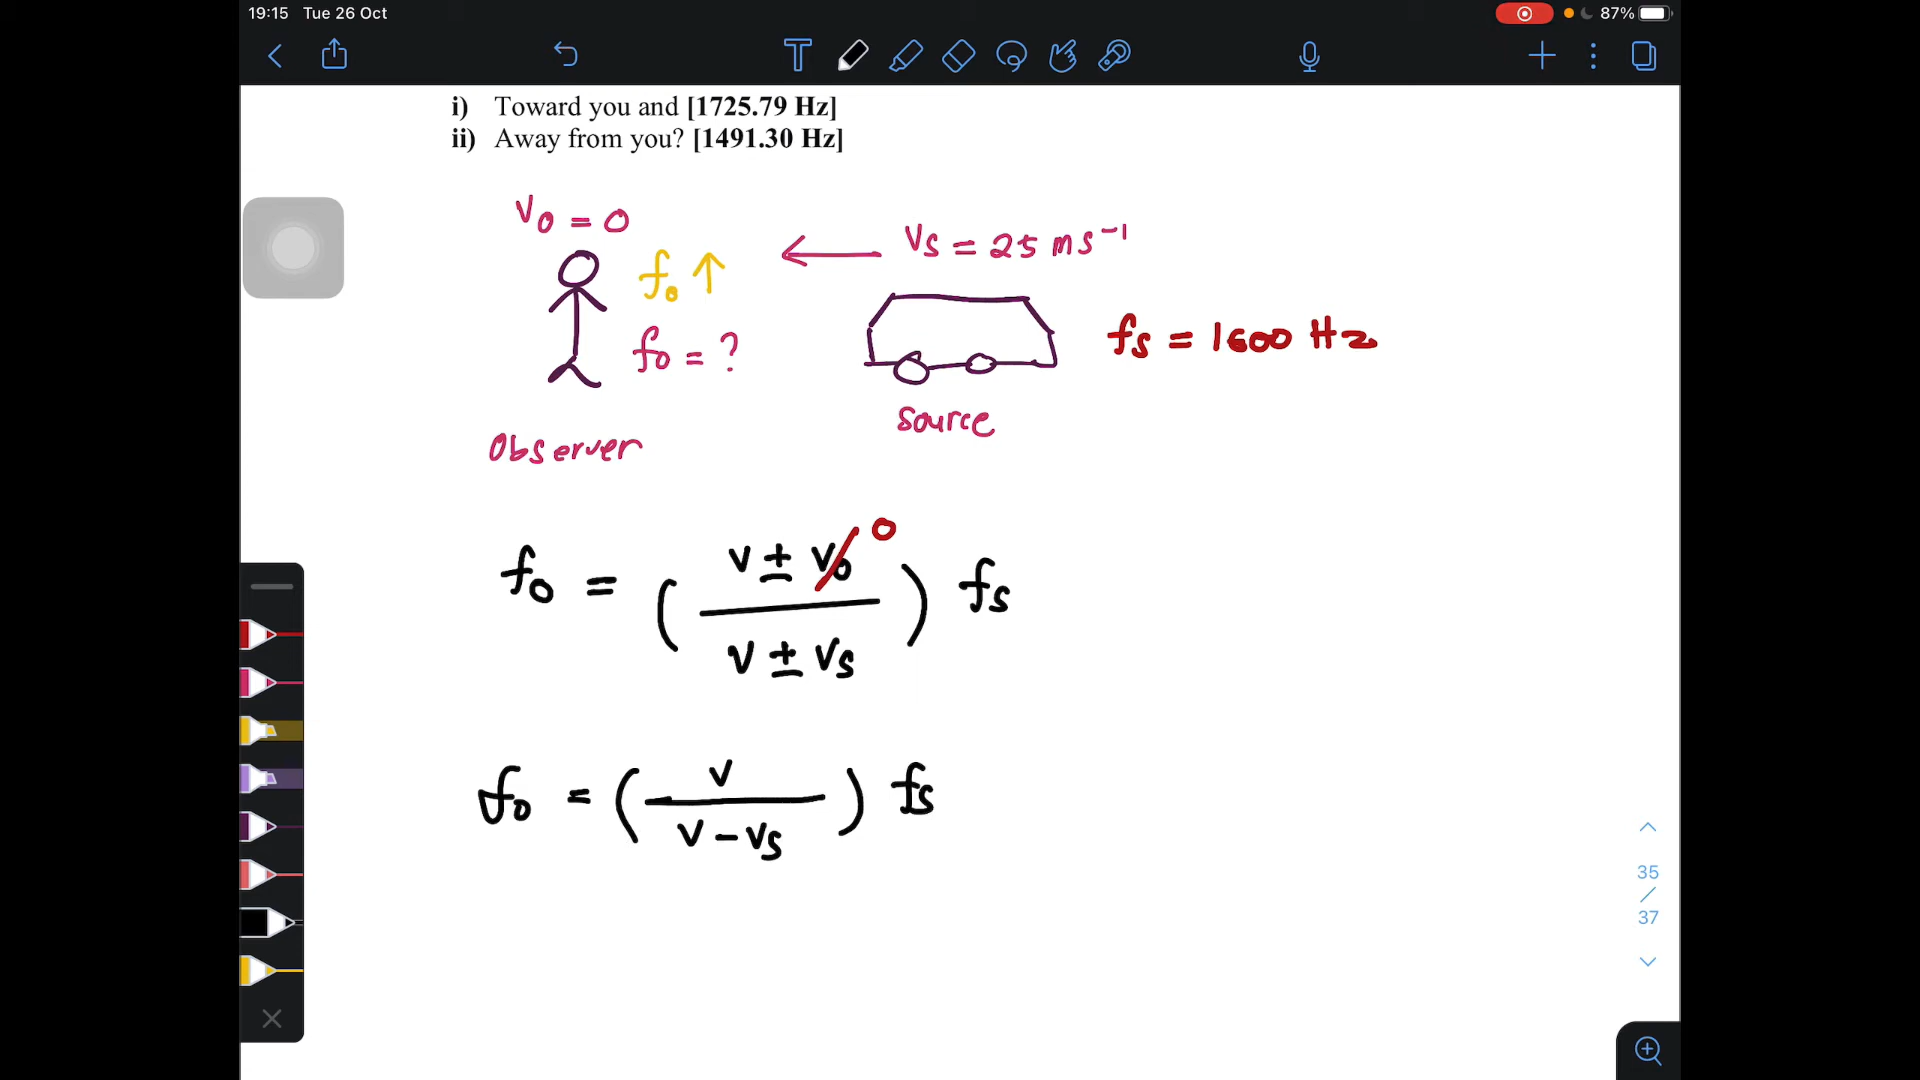 19:15 Tue 26 Oct 87%
i) Toward you and [1725.79 Hz]
ii) Away from you? [1491.30 Hz]
vo = 0
fo ↑
vs = 25 ms⁻¹
fo = ?
fs = 1600 Hz
Source
Observer
fo = ( v ± vo 0 / v ± vs ) fs
fo = ( v / v - vs ) fs
35
/
37